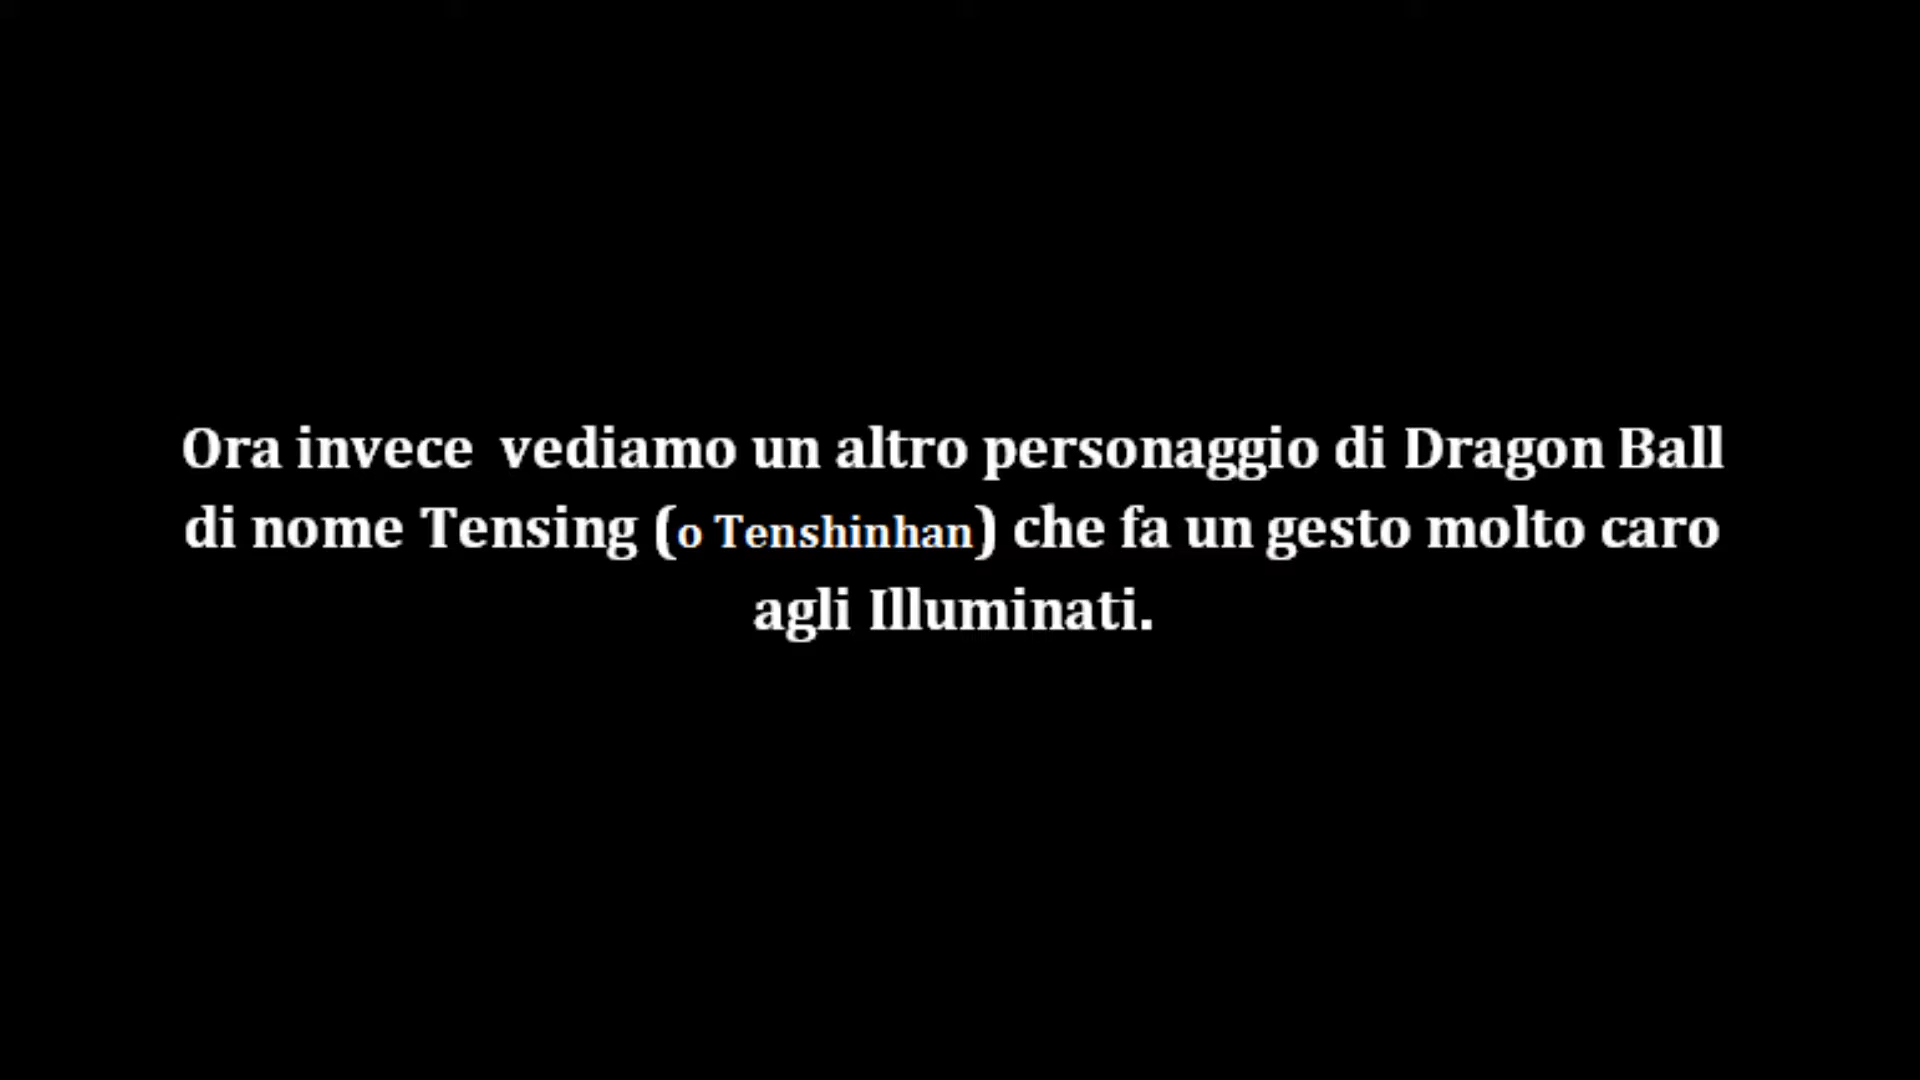 Ora invece  vediamo un altro personaggio di Dragon Ball
di nome Tensing (o Tenshinhan) che fa un gesto molto caro
agli Illuminati.